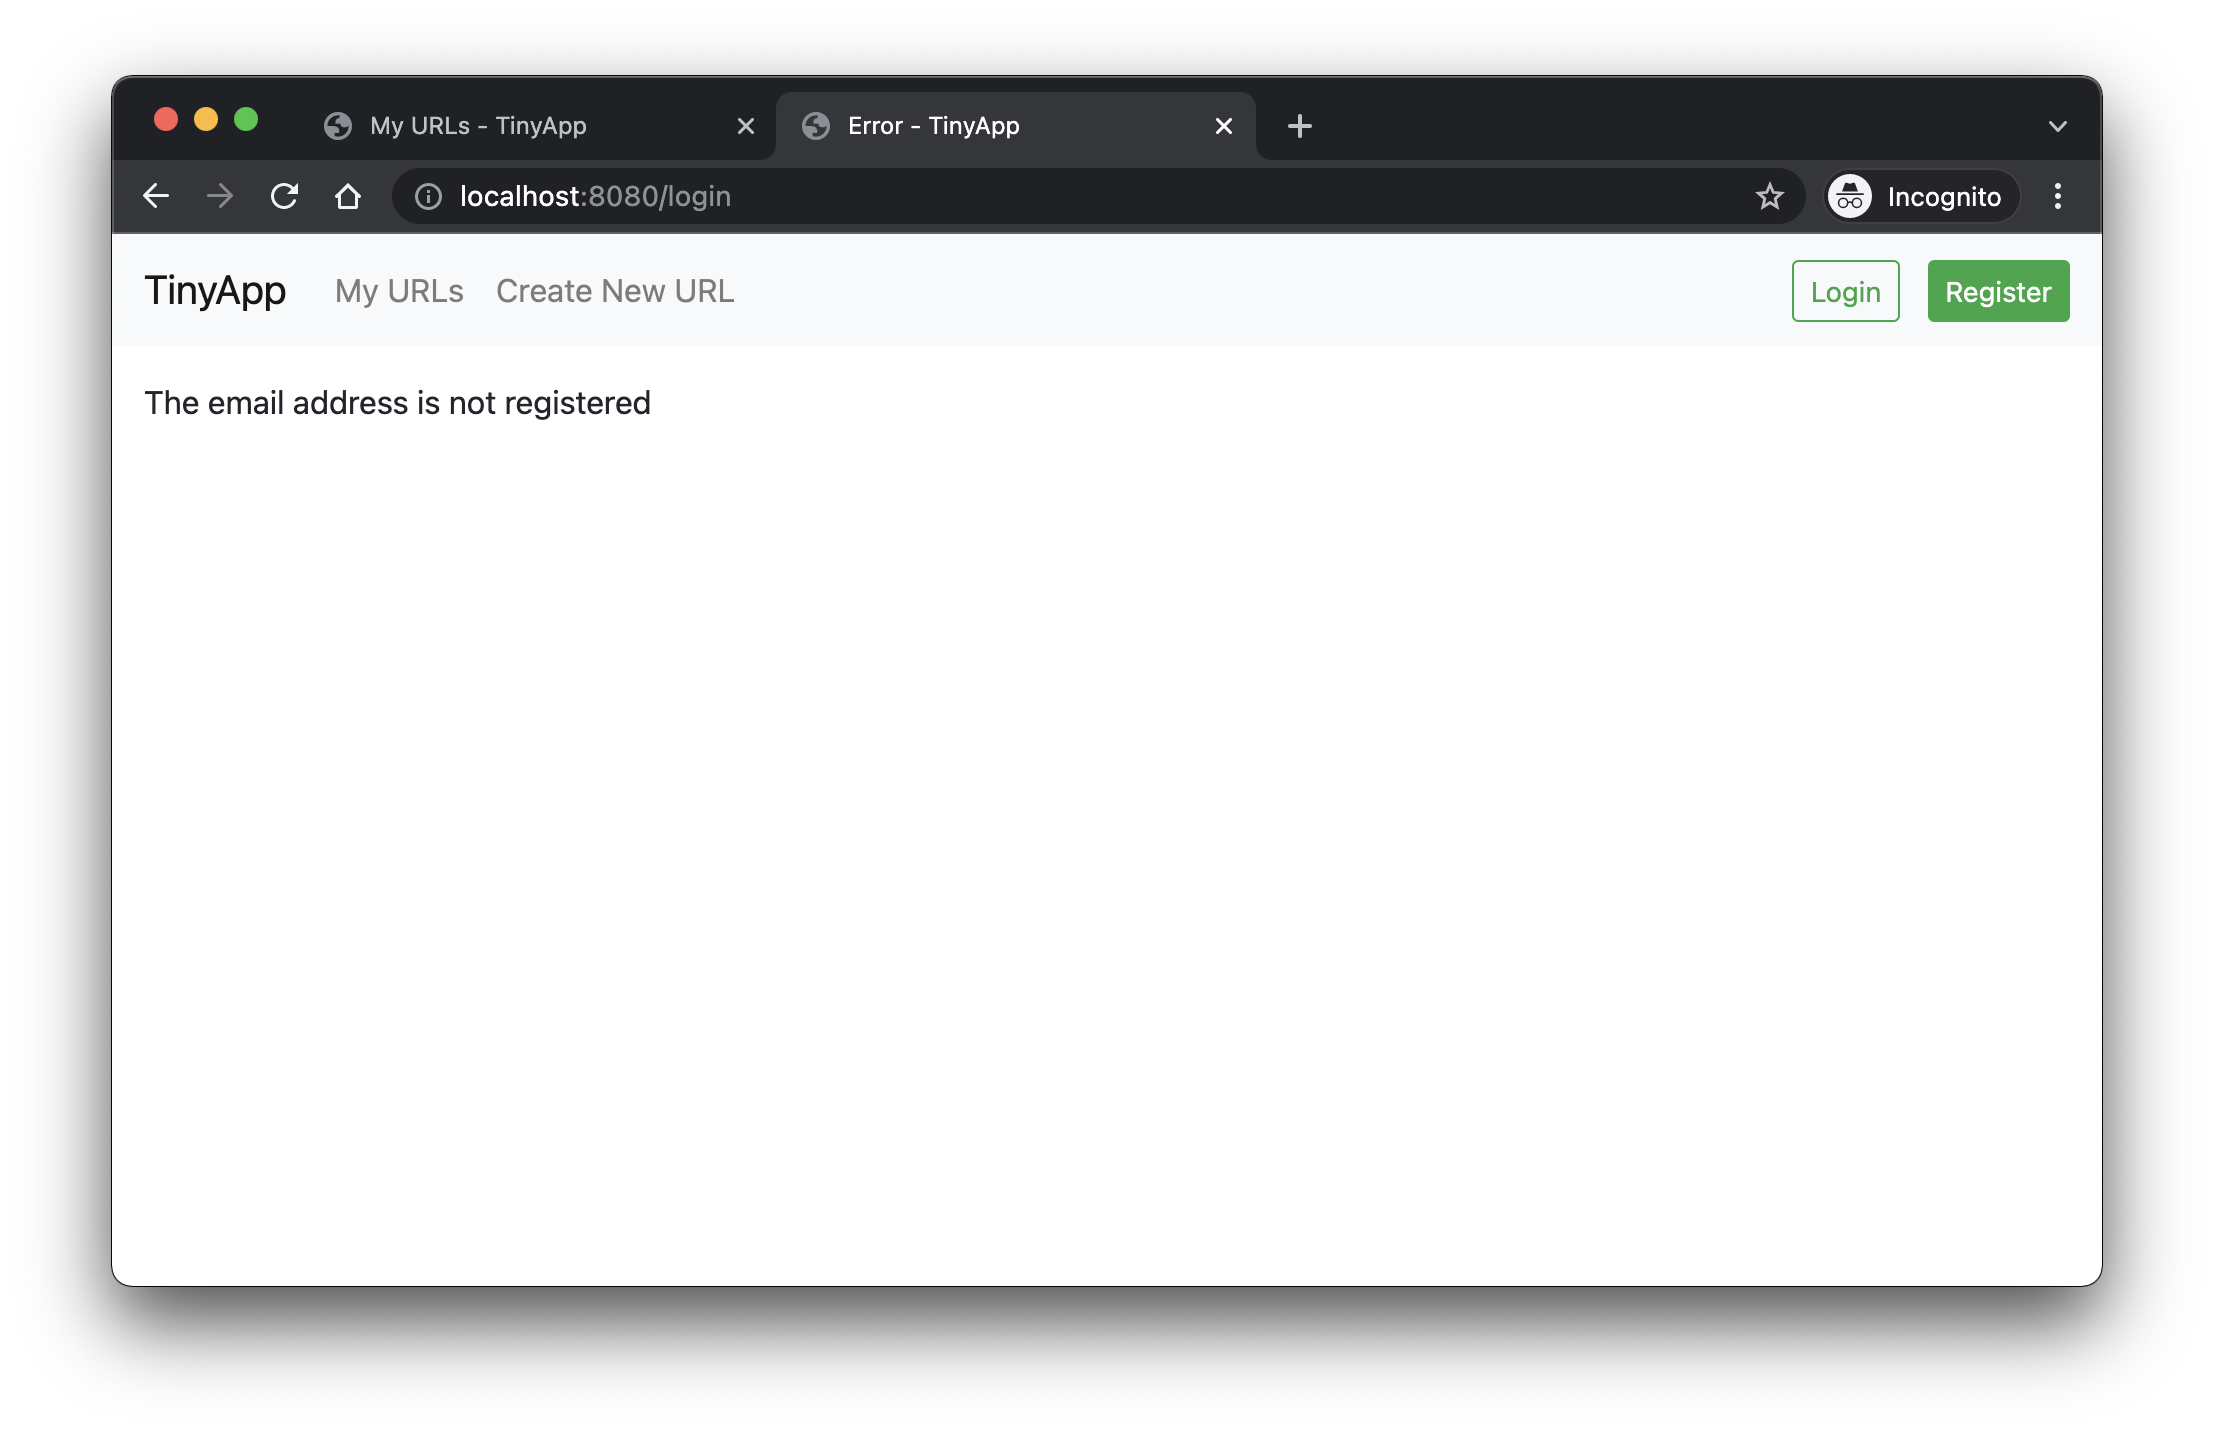 My URLs - TinyApp
Error - TinyApp
localhost:8080/login
Incognito
TinyApp My URLs Create New URL Login Register
The email address is not registered